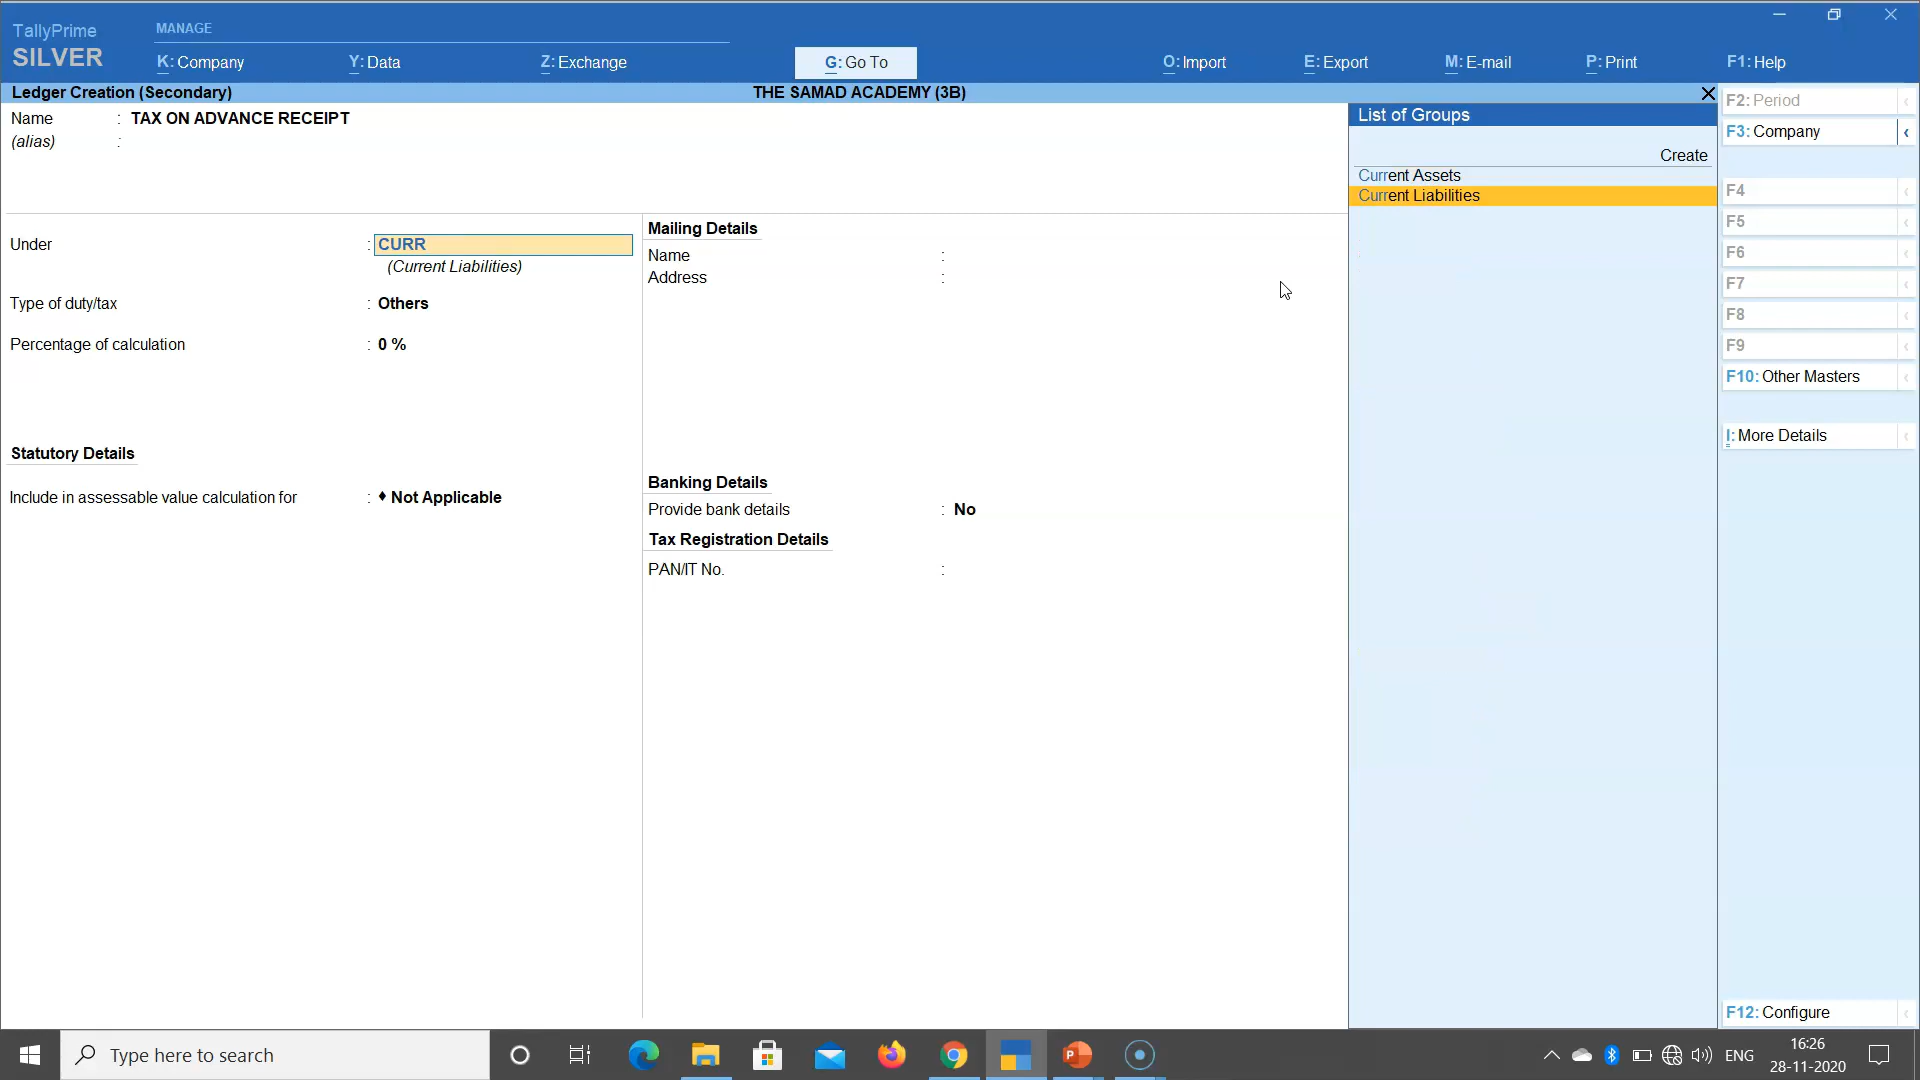 TallyPrime
SILVER
MANAGE
K: Company
Y: Data
Z: Exchange
G: Go To
O: Import
E: Export
M: E-mail
P: Print
F1: Help
Ledger Creation (Secondary)
THE SAMAD ACADEMY (3B)
Name : TAX ON ADVANCE RECEIPT
(alias) :
Under : CURR
(Current Liabilities)
Type of duty/tax : Others
Percentage of calculation : 0 %
Statutory Details
Include in assessable value calculation for : ♦ Not Applicable
Mailing Details
Name :
Address :
Banking Details
Provide bank details : No
Tax Registration Details
PAN/IT No. :
List of Groups
Create
Current Assets
Current Liabilities
F2: Period
F3: Company
F4
F5
F6
F7
F8
F9
F10: Other Masters
I: More Details
F12: Configure
Type here to search
ENG
16:26
28-11-2020